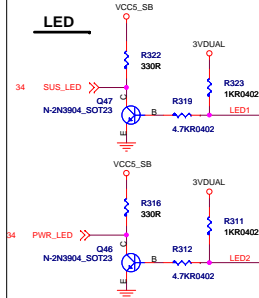 LED
VCC5_SB
R322
330R
3VDUAL
34 SUS_LED
R323
1KR0402
Q47
N-2N3904_SOT23
C
B
E
R319
4.7KR0402
LED1
VCC5_SB
R316
330R
3VDUAL
34 PWR_LED
R311
1KR0402
Q46
N-2N3904_SOT23
C
B
E
R312
4.7KR0402
LED2